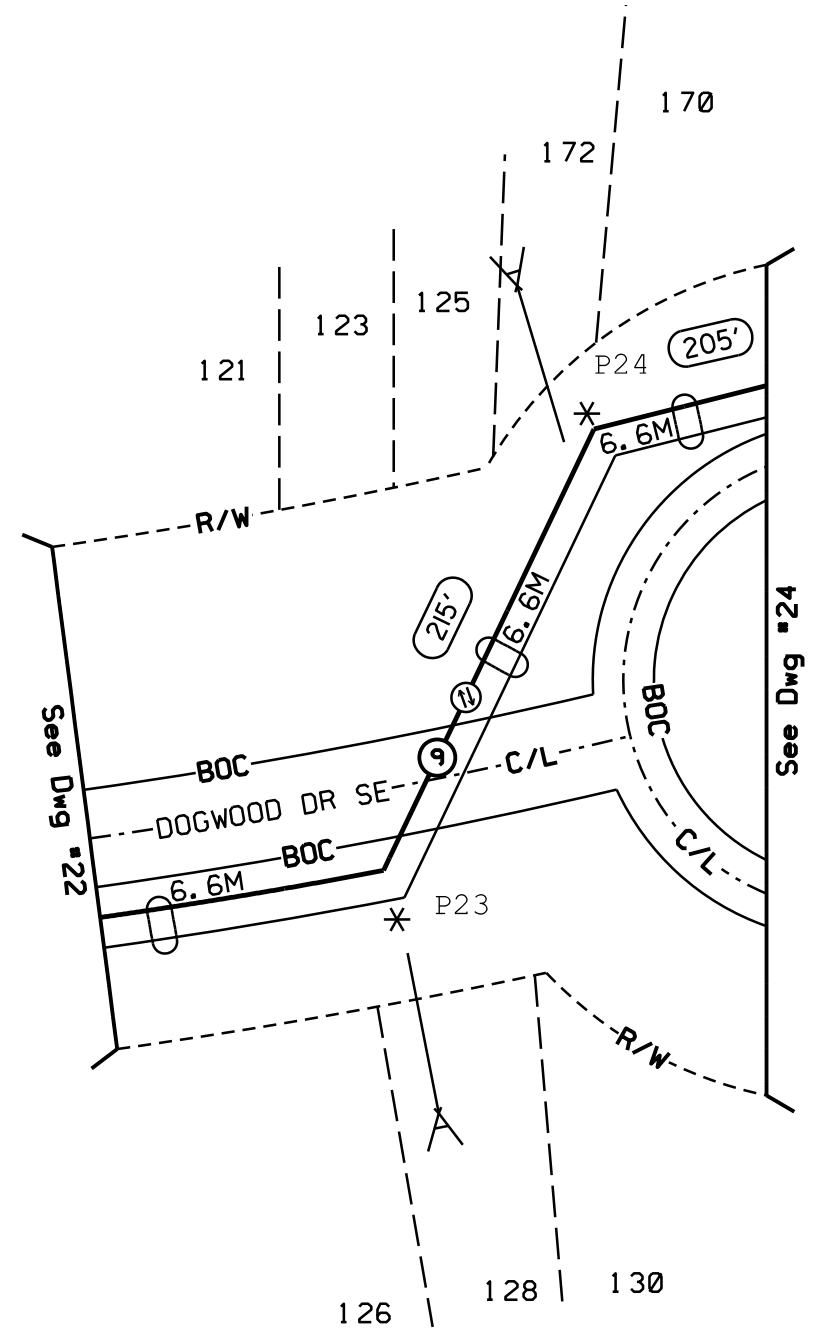 170
172
125
123
121
205'
P24
6.6M
R/W
6.6M
215'
See Dwg #24
BOC
See Dwg #22
9
BOC
C/L
DOGWOOD DR SE
C/L
BOC
6.6M
P23
R/W
A
A
130
128
126